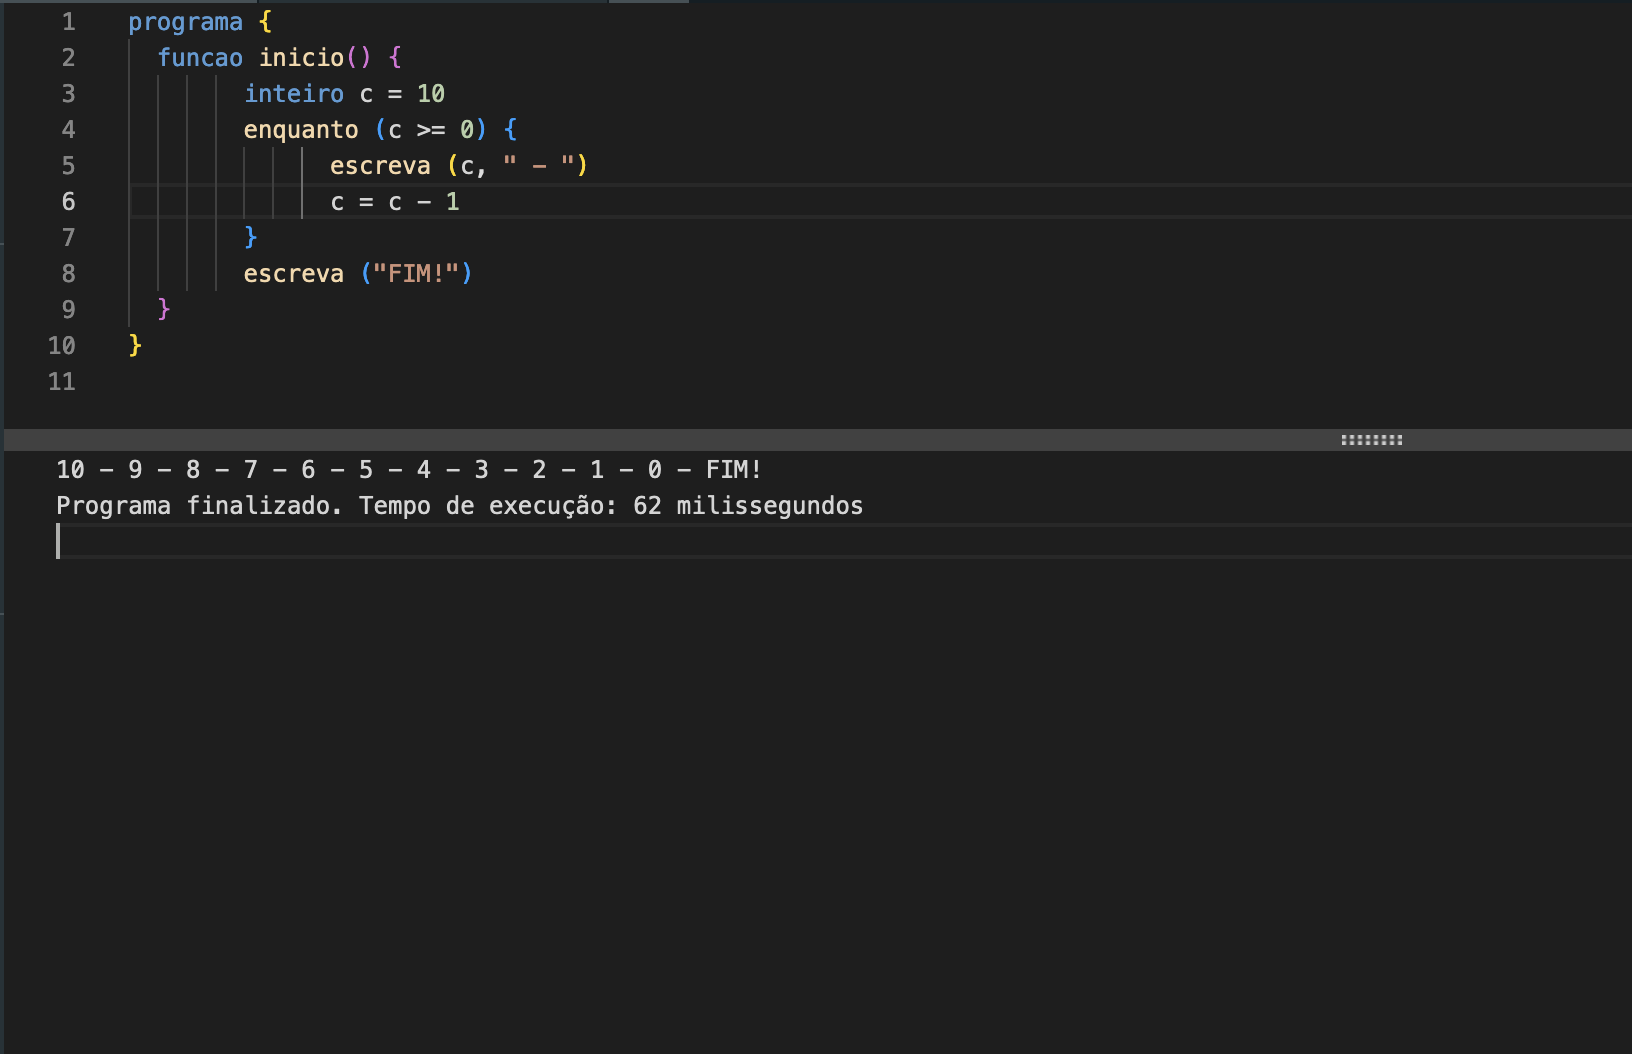 1 programa {
2 funcao inicio() {
3 inteiro c = 10
4 enquanto (c >= 0) {
5 escreva (c, " - ")
6 c = c - 1
7 }
8 escreva ("FIM!")
9 }
10 }
11
10 - 9 - 8 - 7 - 6 - 5 - 4 - 3 - 2 - 1 - 0 - FIM!
Programa finalizado. Tempo de execução: 62 milissegundos